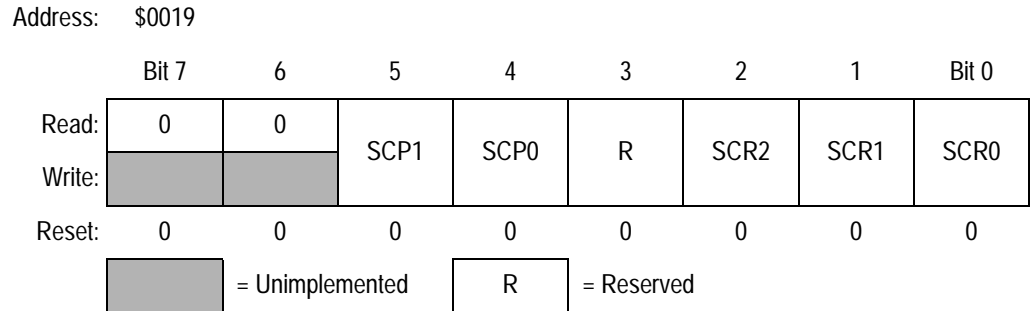 Address: $0019
Bit 7 6 5 4 3 2 1 Bit 0
Read: 0 0 SCP1 SCP0 R SCR2 SCR1 SCR0
Write:
Reset: 0 0 0 0 0 0 0 0
= Unimplemented R = Reserved